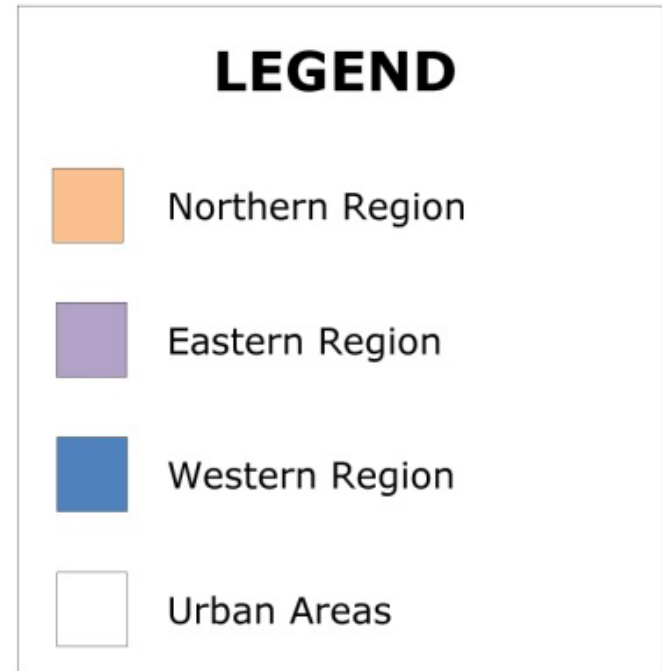 LEGEND
Northern Region
Eastern Region
Western Region
Urban Areas